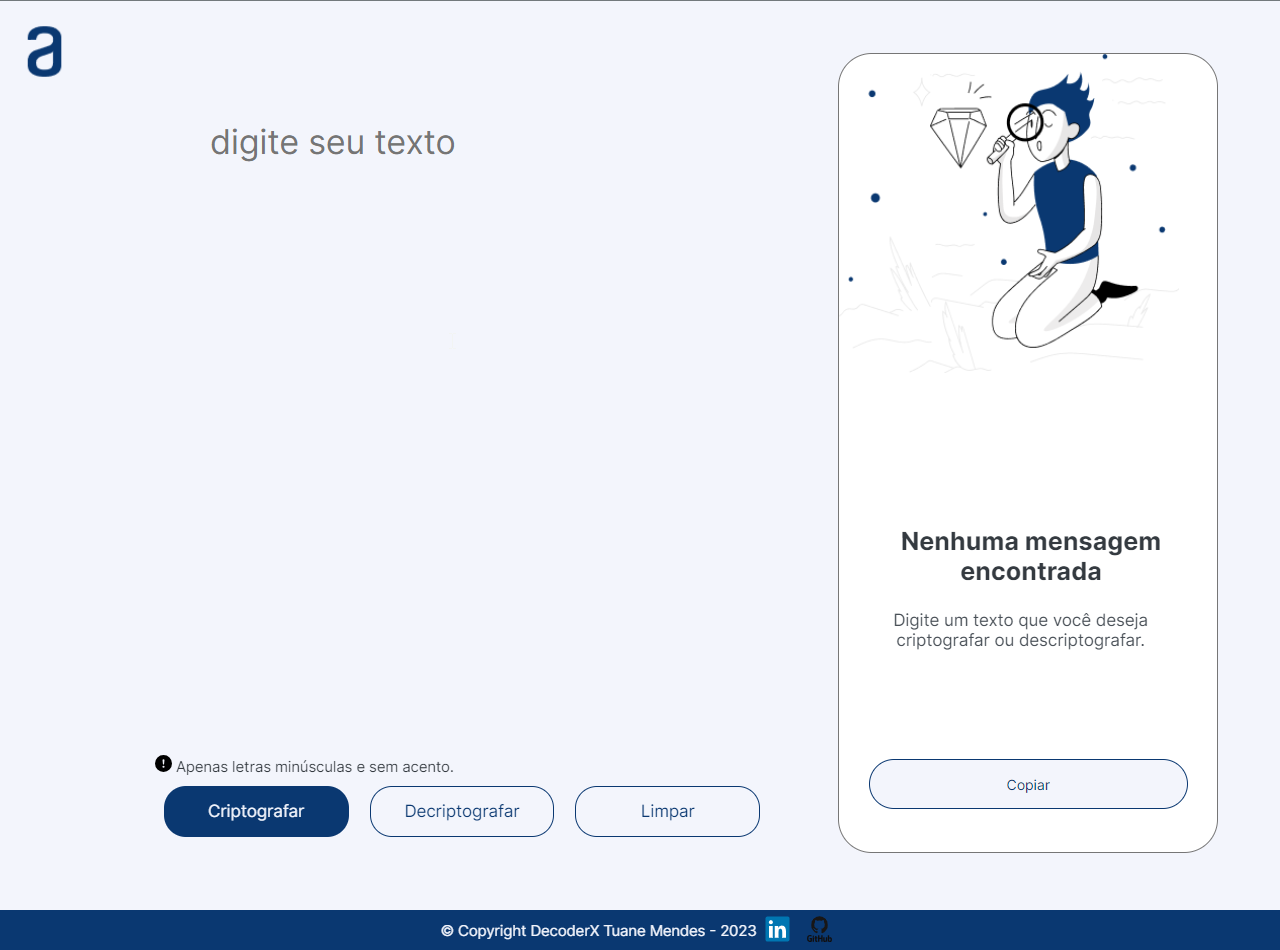 a
digite seu texto
Nenhuma mensagem
encontrada
Digite um texto que você deseja
criptografar ou descriptografar.
Apenas letras minúsculas e sem acento.
Criptografar
Decriptografar
Limpar
Copiar
© Copyright DecoderX Tuane Mendes - 2023
in
GitHub